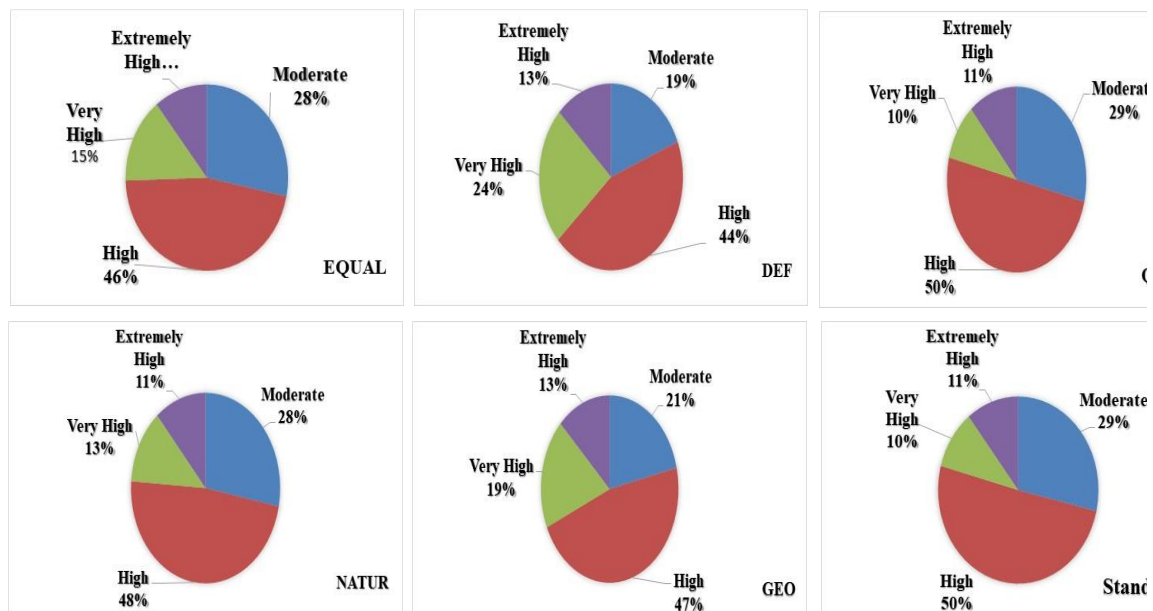 Extremely
High...
Moderate
28%
Very
High
15%
High
46%
EQUAL
Extremely
High
13%
Moderate
19%
Very High
24%
High
44%
DEF
Extremely
High
11%
Moderate
29%
Very High
10%
High
50%
Extremely
High
11%
Moderate
28%
Very High
13%
High
48%
NATUR
Extremely
High
13%
Moderate
21%
Very High
19%
High
47%
GEO
Extremely
High
11%
Moderate
29%
Very
High
10%
High
50%
Stand